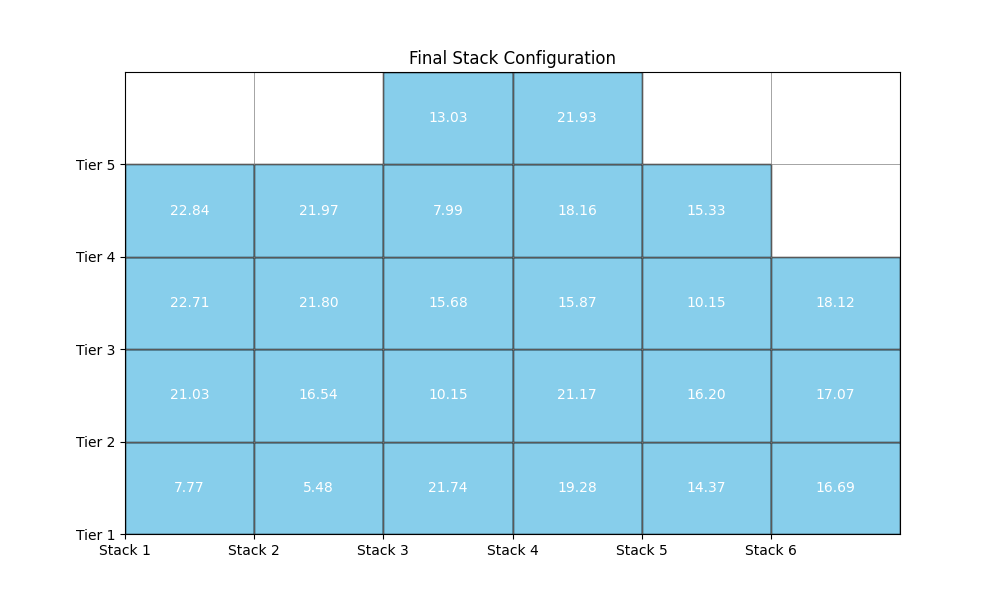 Final Stack Configuration
13.03 21.93
Tier 5
22.84 21.97 7.99 18.16 15.33
Tier 4
22.71 21.80 15.68 15.87 10.15 18.12
Tier 3
21.03 16.54 10.15 21.17 16.20 17.07
Tier 2
7.77 5.48 21.74 19.28 14.37 16.69
Tier 1
Stack 1 Stack 2 Stack 3 Stack 4 Stack 5 Stack 6